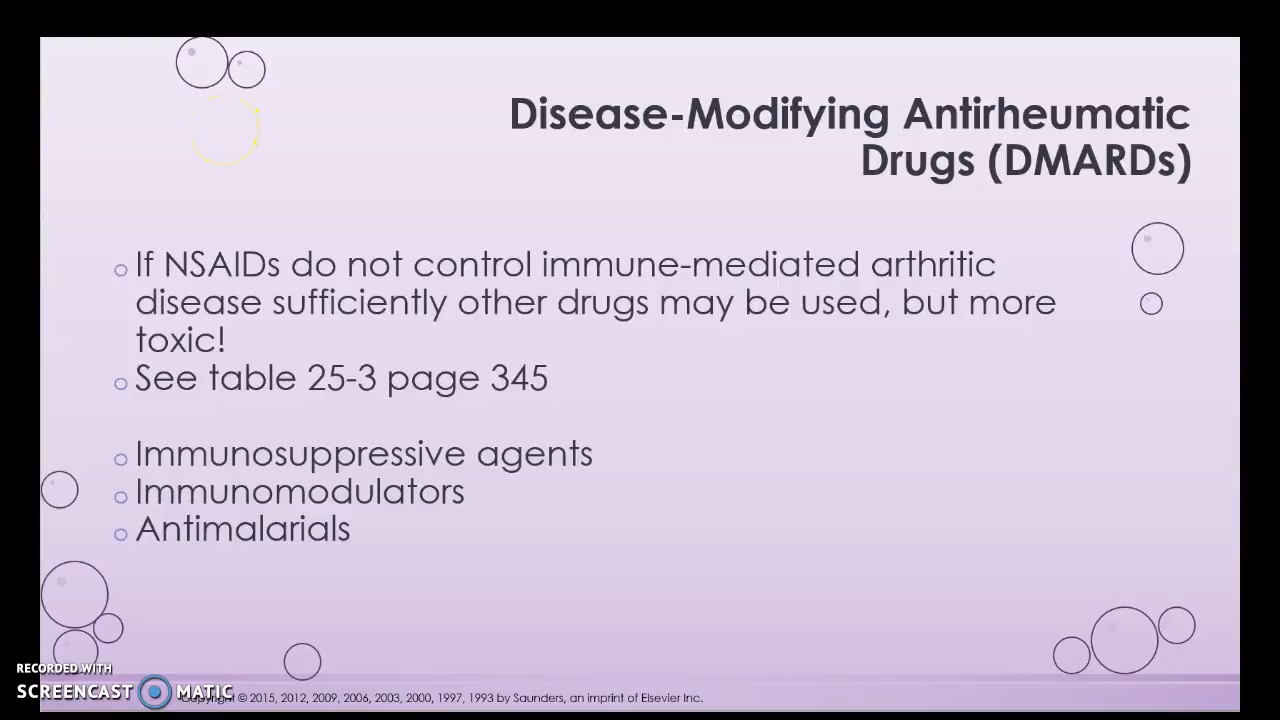 Disease-Modifying Antirheumatic
Drugs (DMARDs)
If NSAIDs do not control immune-mediated arthritic
disease sufficiently other drugs may be used, but more
toxic!
See table 25-3 page 345
Immunosuppressive agents
Immunomodulators
Antimalarials
RECORDED WITH
SCREENCAST MATIC
Copyright © 2015, 2012, 2009, 2006, 2003, 2000, 1997, 1993 by Saunders, an imprint of Elsevier Inc.